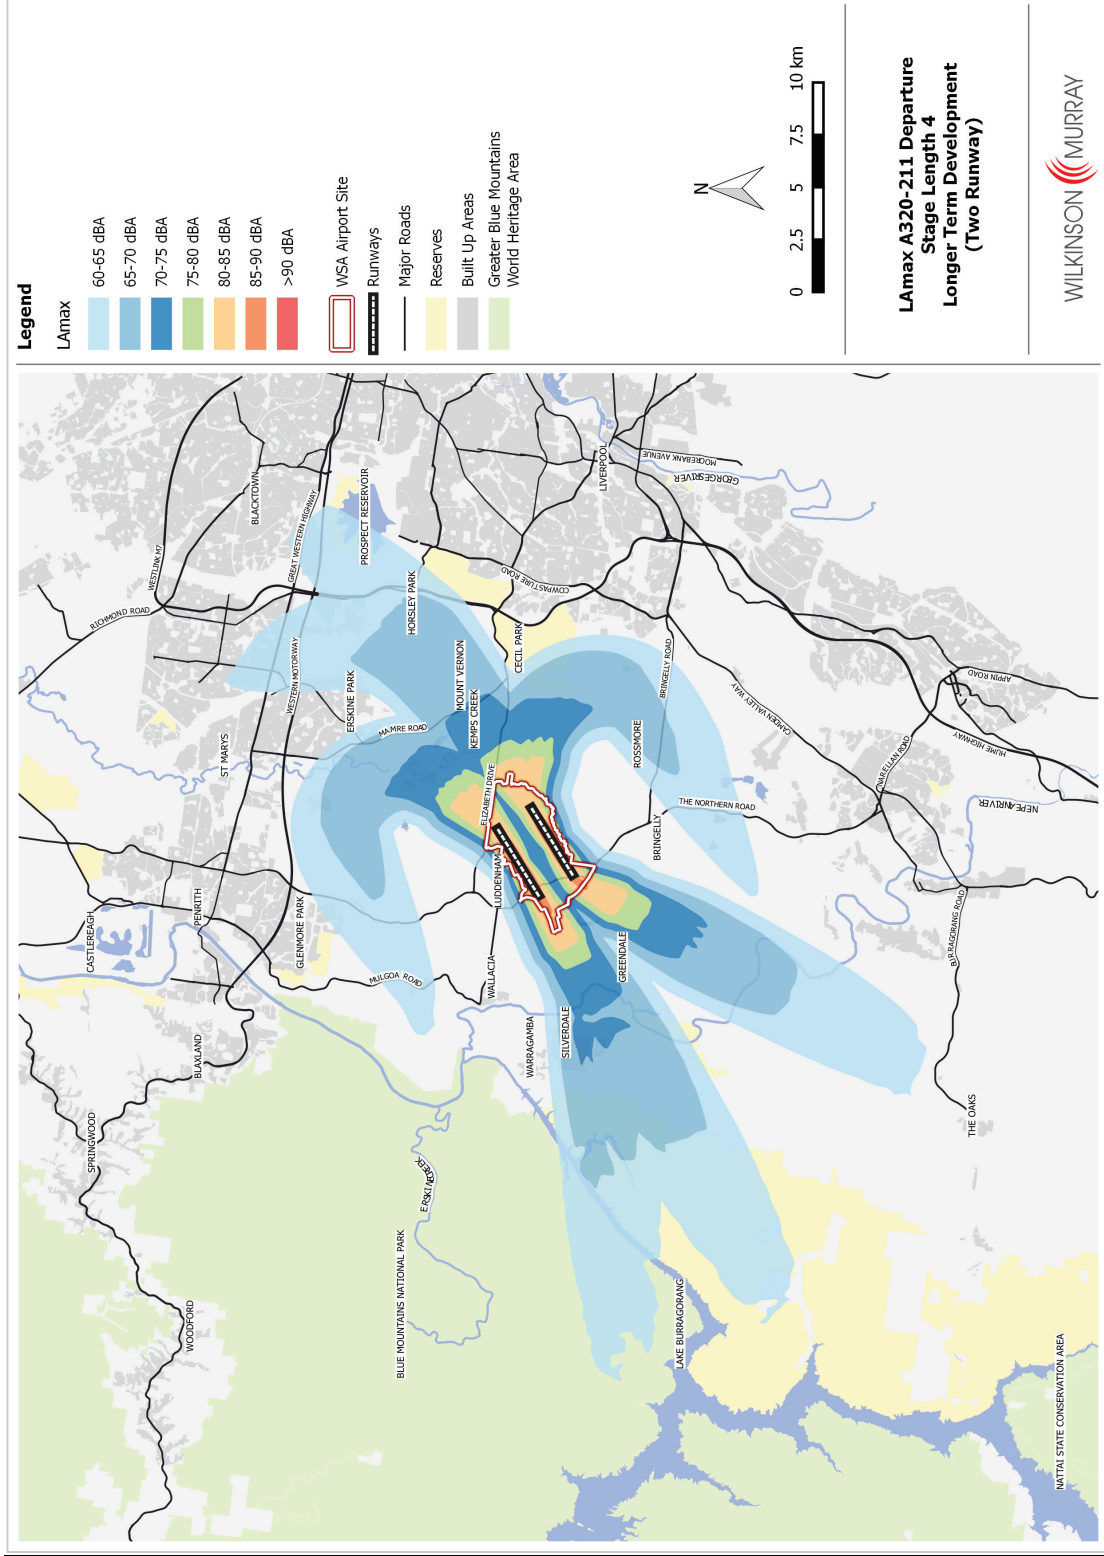 Legend
LAmax
60-65 dBA
65-70 dBA
70-75 dBA
75-80 dBA
80-85 dBA
85-90 dBA
>90 dBA
WSA Airport Site
Runways
Major Roads
Reserves
Built Up Areas
Greater Blue Mountains
World Heritage Area
N
0 2.5 5 7.5 10 km
LAmax A320-211 Departure
Stage Length 4
Longer Term Development
(Two Runway)
WILKINSON MURRAY
RICHMOND ROAD
WESTLINK M7
BLACKTOWN
GREAT WESTERN HIGHWAY
PROSPECT RESERVOIR
HORSLEY PARK
COWPASTURE ROAD
LIVERPOOL
MOOREBANK AVENUE
GEORGES RIVER
WESTERN MOTORWAY
ERSKINE PARK
ST MARYS
MAMRE ROAD
MOUNT VERNON
KEMPS CREEK
CECIL PARK
ELIZABETH DRIVE
ROSSMORE
BRINGELLY ROAD
CAMDEN VALLEY WAY
THE NORTHERN ROAD
BRINGELLY
NARELLAN ROAD
HUME HIGHWAY
APPIN ROAD
NEPEAN RIVER
CASTLEREAGH
PENRITH
GLENMORE PARK
MULGOA ROAD
LUDDENHAM
WALLACIA
GREENDALE
SILVERDALE
WARRAGAMBA
BURRAGORANG ROAD
THE OAKS
BLAXLAND
SPRINGWOOD
WOODFORD
ERSKINE CREEK
BLUE MOUNTAINS NATIONAL PARK
LAKE BURRAGORANG
NATTAI STATE CONSERVATION AREA